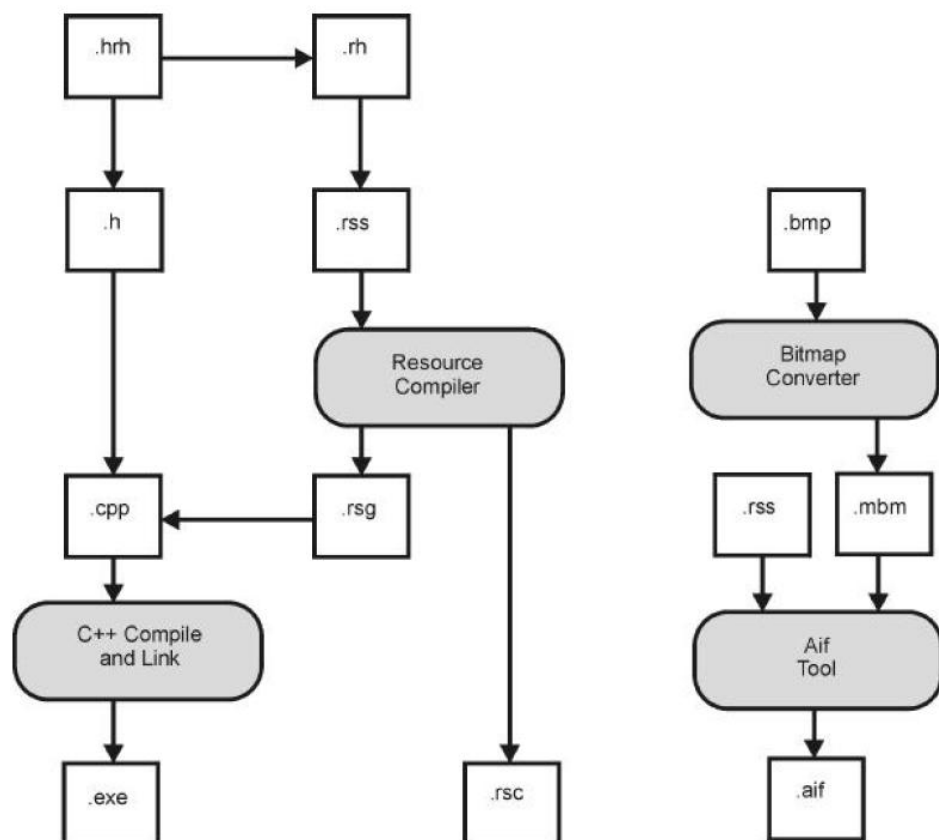 .hrh
.rh
.h
.rss
.bmp
Resource
Compiler
Bitmap
Converter
.cpp
.rsg
.rss
.mbm
C++ Compile
and Link
Aif
Tool
.exe
.rsc
.aif